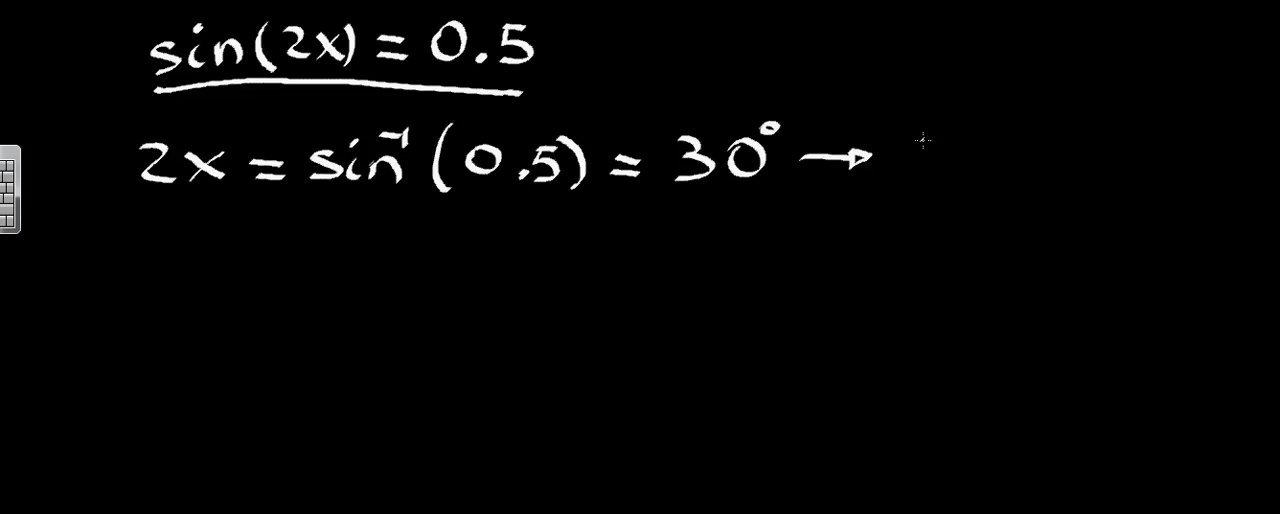 sin(2x) = 0.5
2x = sin⁻¹(0.5) = 30° →